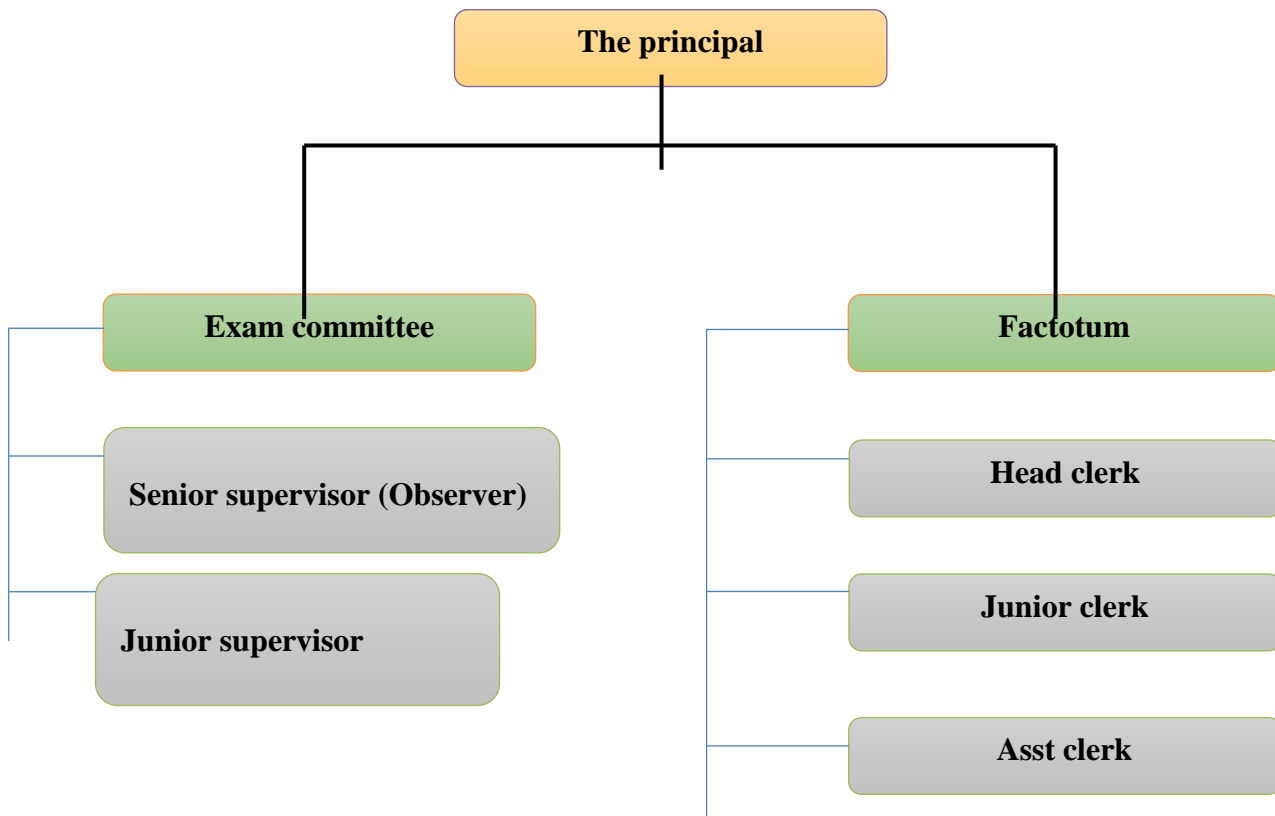 The principal
Exam committee
Senior supervisor (Observer)
Junior supervisor
Factotum
Head clerk
Junior clerk
Asst clerk